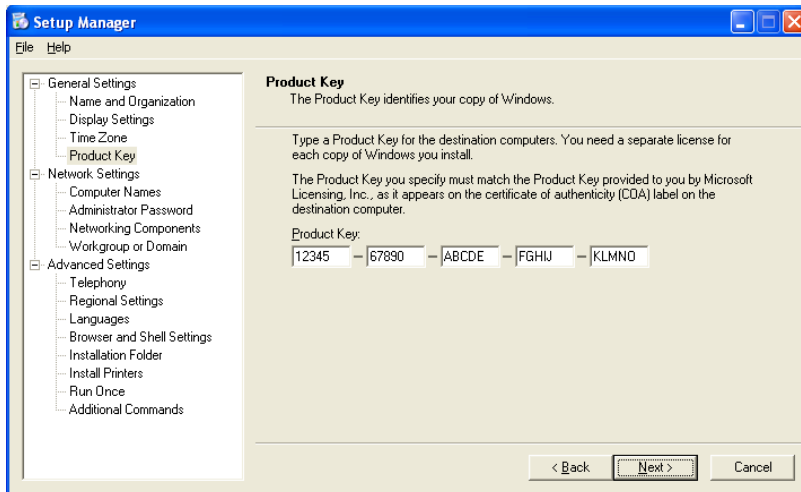 Setup Manager
File Help
General Settings
Name and Organization
Display Settings
Time Zone
Product Key
Network Settings
Computer Names
Administrator Password
Networking Components
Workgroup or Domain
Advanced Settings
Telephony
Regional Settings
Languages
Browser and Shell Settings
Installation Folder
Install Printers
Run Once
Additional Commands
Product Key
The Product Key identifies your copy of Windows.
Type a Product Key for the destination computers. You need a separate license for
each copy of Windows you install.
The Product Key you specify must match the Product Key provided to you by Microsoft
Licensing, Inc., as it appears on the certificate of authenticity (COA) label on the
destination computer.
Product Key:
12345 – 67890 – ABCDE – FGHIJ – KLMNO
< Back Next > Cancel